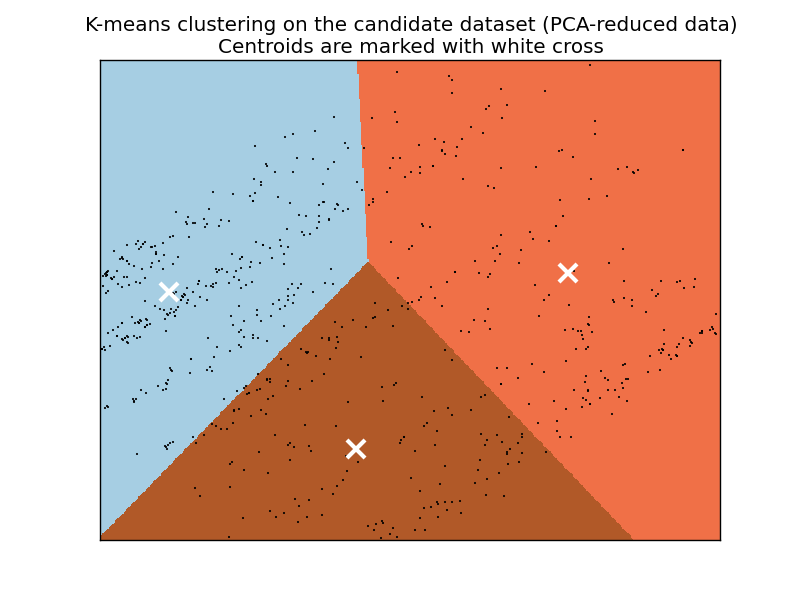 K-means clustering on the candidate dataset (PCA-reduced data)
Centroids are marked with white cross